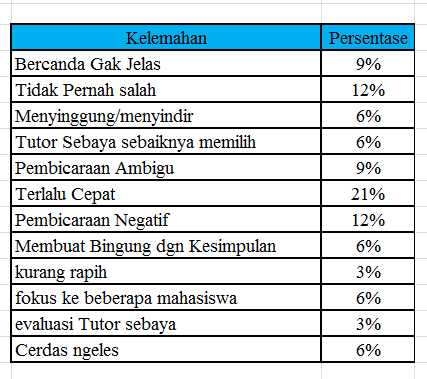 Kelemahan Persentase
Bercanda Gak Jelas 9%
Tidak Pernah salah 12%
Menyinggung/menyindir 6%
Tutor Sebaya sebaiknya memilih 6%
Pembicaraan Ambigu 9%
Terlalu Cepat 21%
Pembicaraan Negatif 12%
Membuat Bingung dgn Kesimpulan 6%
kurang rapih 3%
fokus ke beberapa mahasiswa 6%
evaluasi Tutor sebaya 3%
Cerdas ngeles 6%